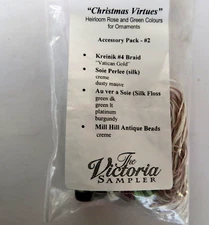 "Christmas Virtues"
Heirloom Rose and Green Colours
for Ornaments
Accessory Pack - #2
• Kreinik #4 Braid
"Vatican Gold"
• Soie Perlee (silk)
creme
dusty mauve
• Au ver a Soie (Silk Floss
green dk
green lt
platinum
burgundy
• Mill Hill Antique Beads
creme
The
Victoria
SAMPLER